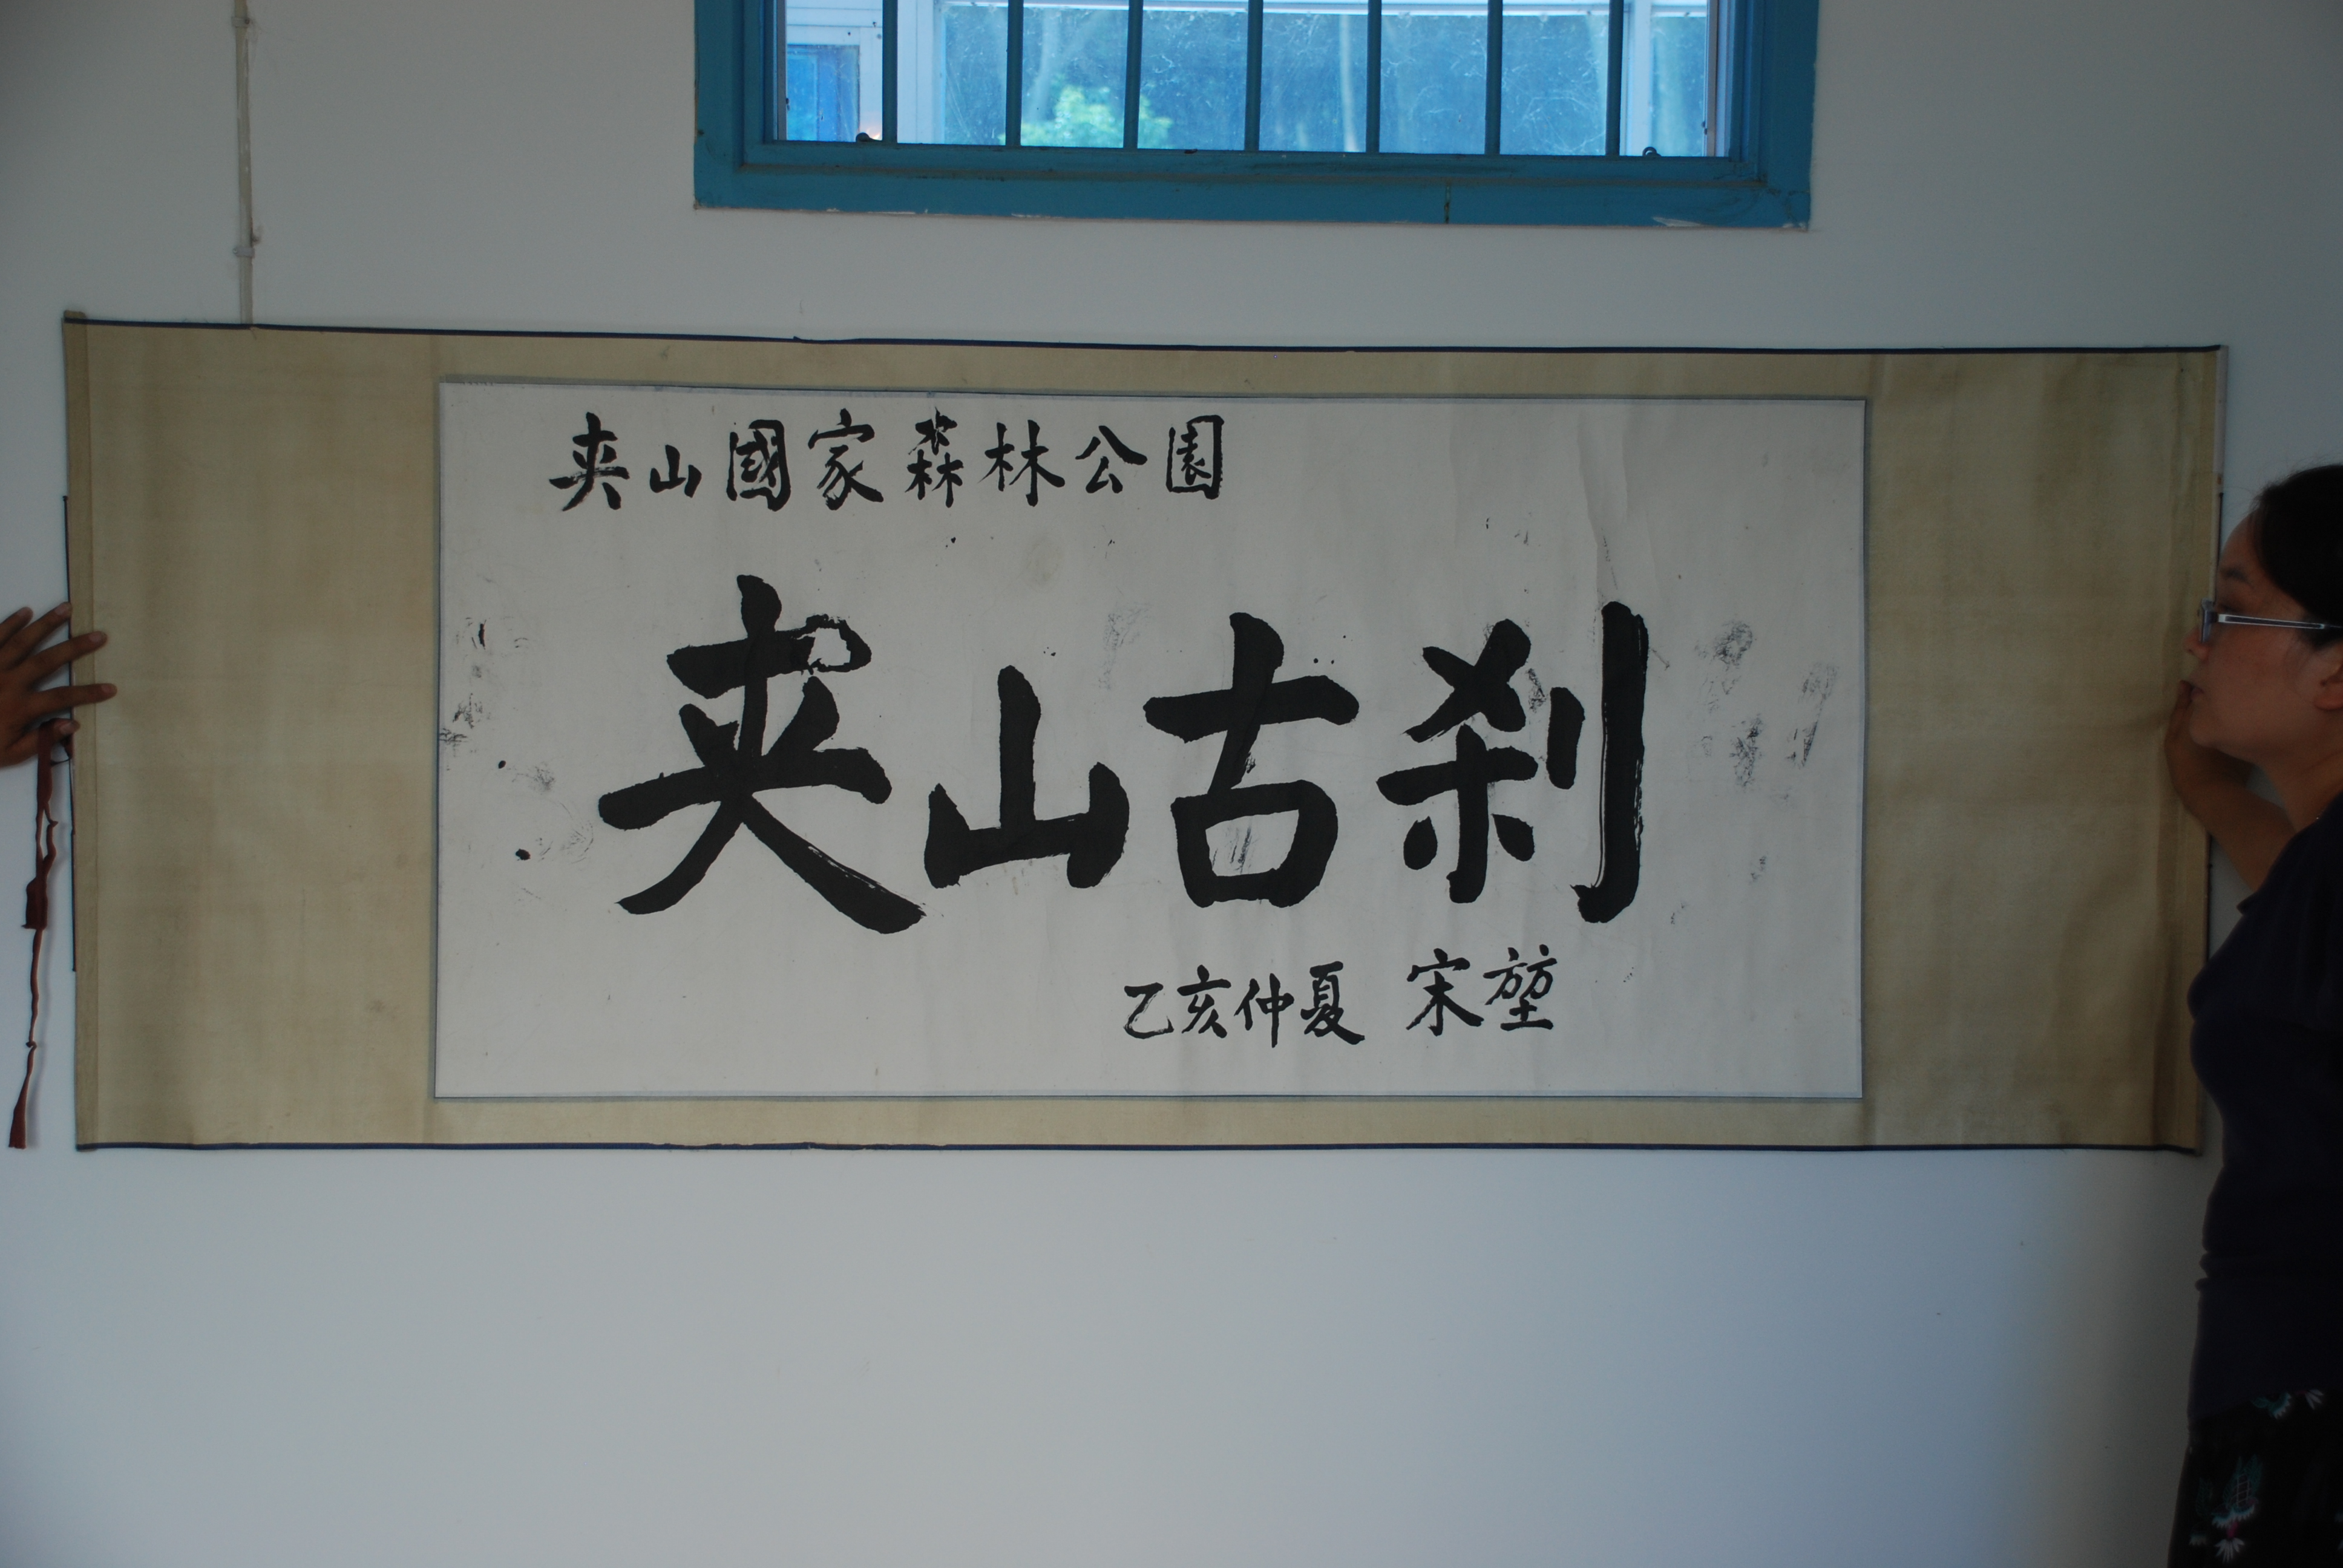 夹山國家森林公園
夹山古刹
乙亥仲夏 宋堃